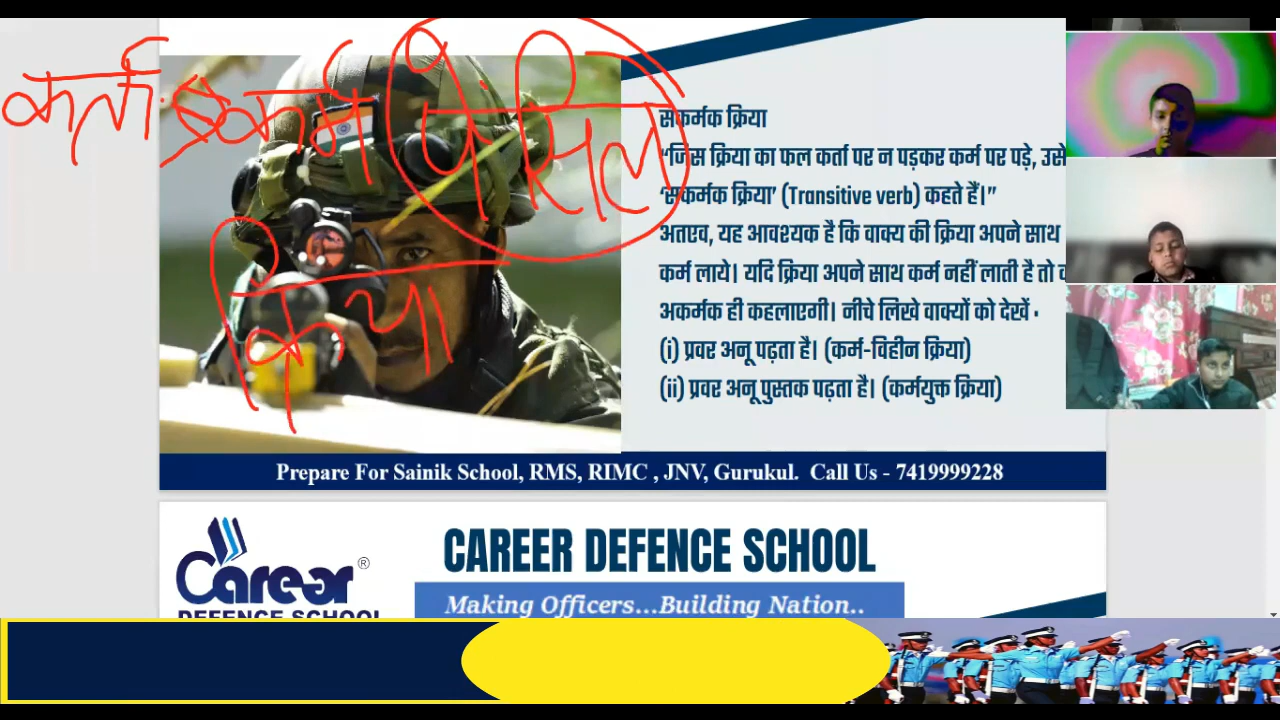 कर्ता कर्म पेंसिल
क्रिया
सकर्मक क्रिया
“जिस क्रिया का फल कर्ता पर न पड़कर कर्म पर पड़े, उसे
‘सकर्मक क्रिया’ (Transitive verb) कहते हैं।”
अतएव, यह आवश्यक है कि वाक्य की क्रिया अपने साथ
कर्म लाये। यदि क्रिया अपने साथ कर्म नहीं लाती है तो
अकर्मक ही कहलाएगी। नीचे लिखे वाक्यों को देखें
(i) प्रवर अनू पढ़ता है। (कर्म-विहीन क्रिया)
(ii) प्रवर अनू पुस्तक पढ़ता है। (कर्मयुक्त क्रिया)
Prepare For Sainik School, RMS, RIMC , JNV, Gurukul. Call Us - 7419999228
Career ®
DEFENCE SCHOOL
CAREER DEFENCE SCHOOL
Making Officers...Building Nation..